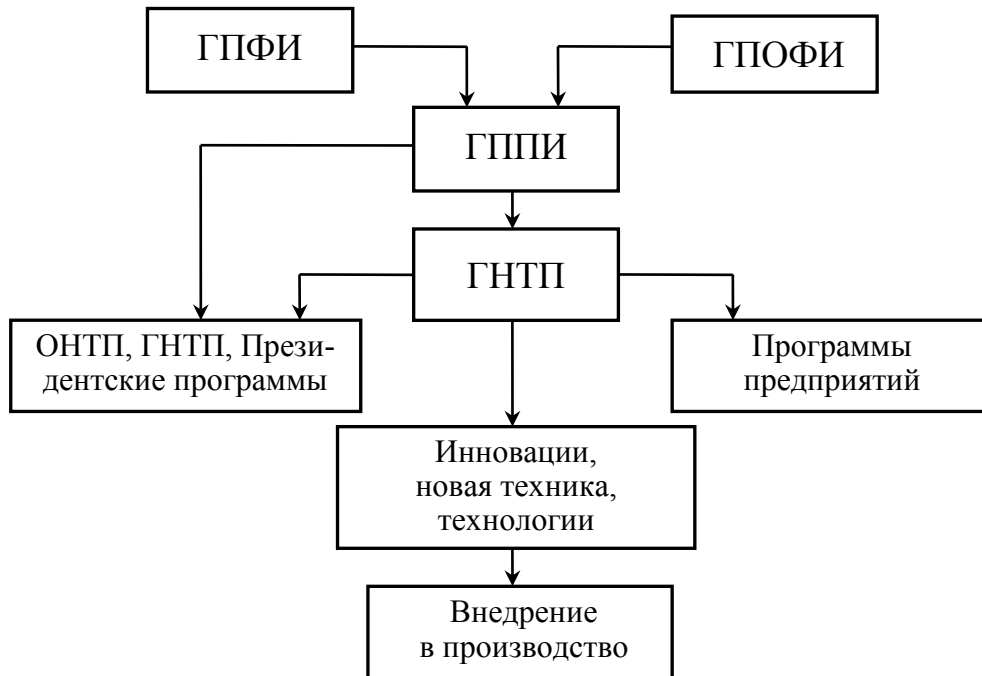 ГПФИ
ГПОФИ
ГППИ
ГНТП
ОНТП, ГНТП, Прези-
дентские программы
Программы
предприятий
Инновации,
новая техника,
технологии
Внедрение
в производство